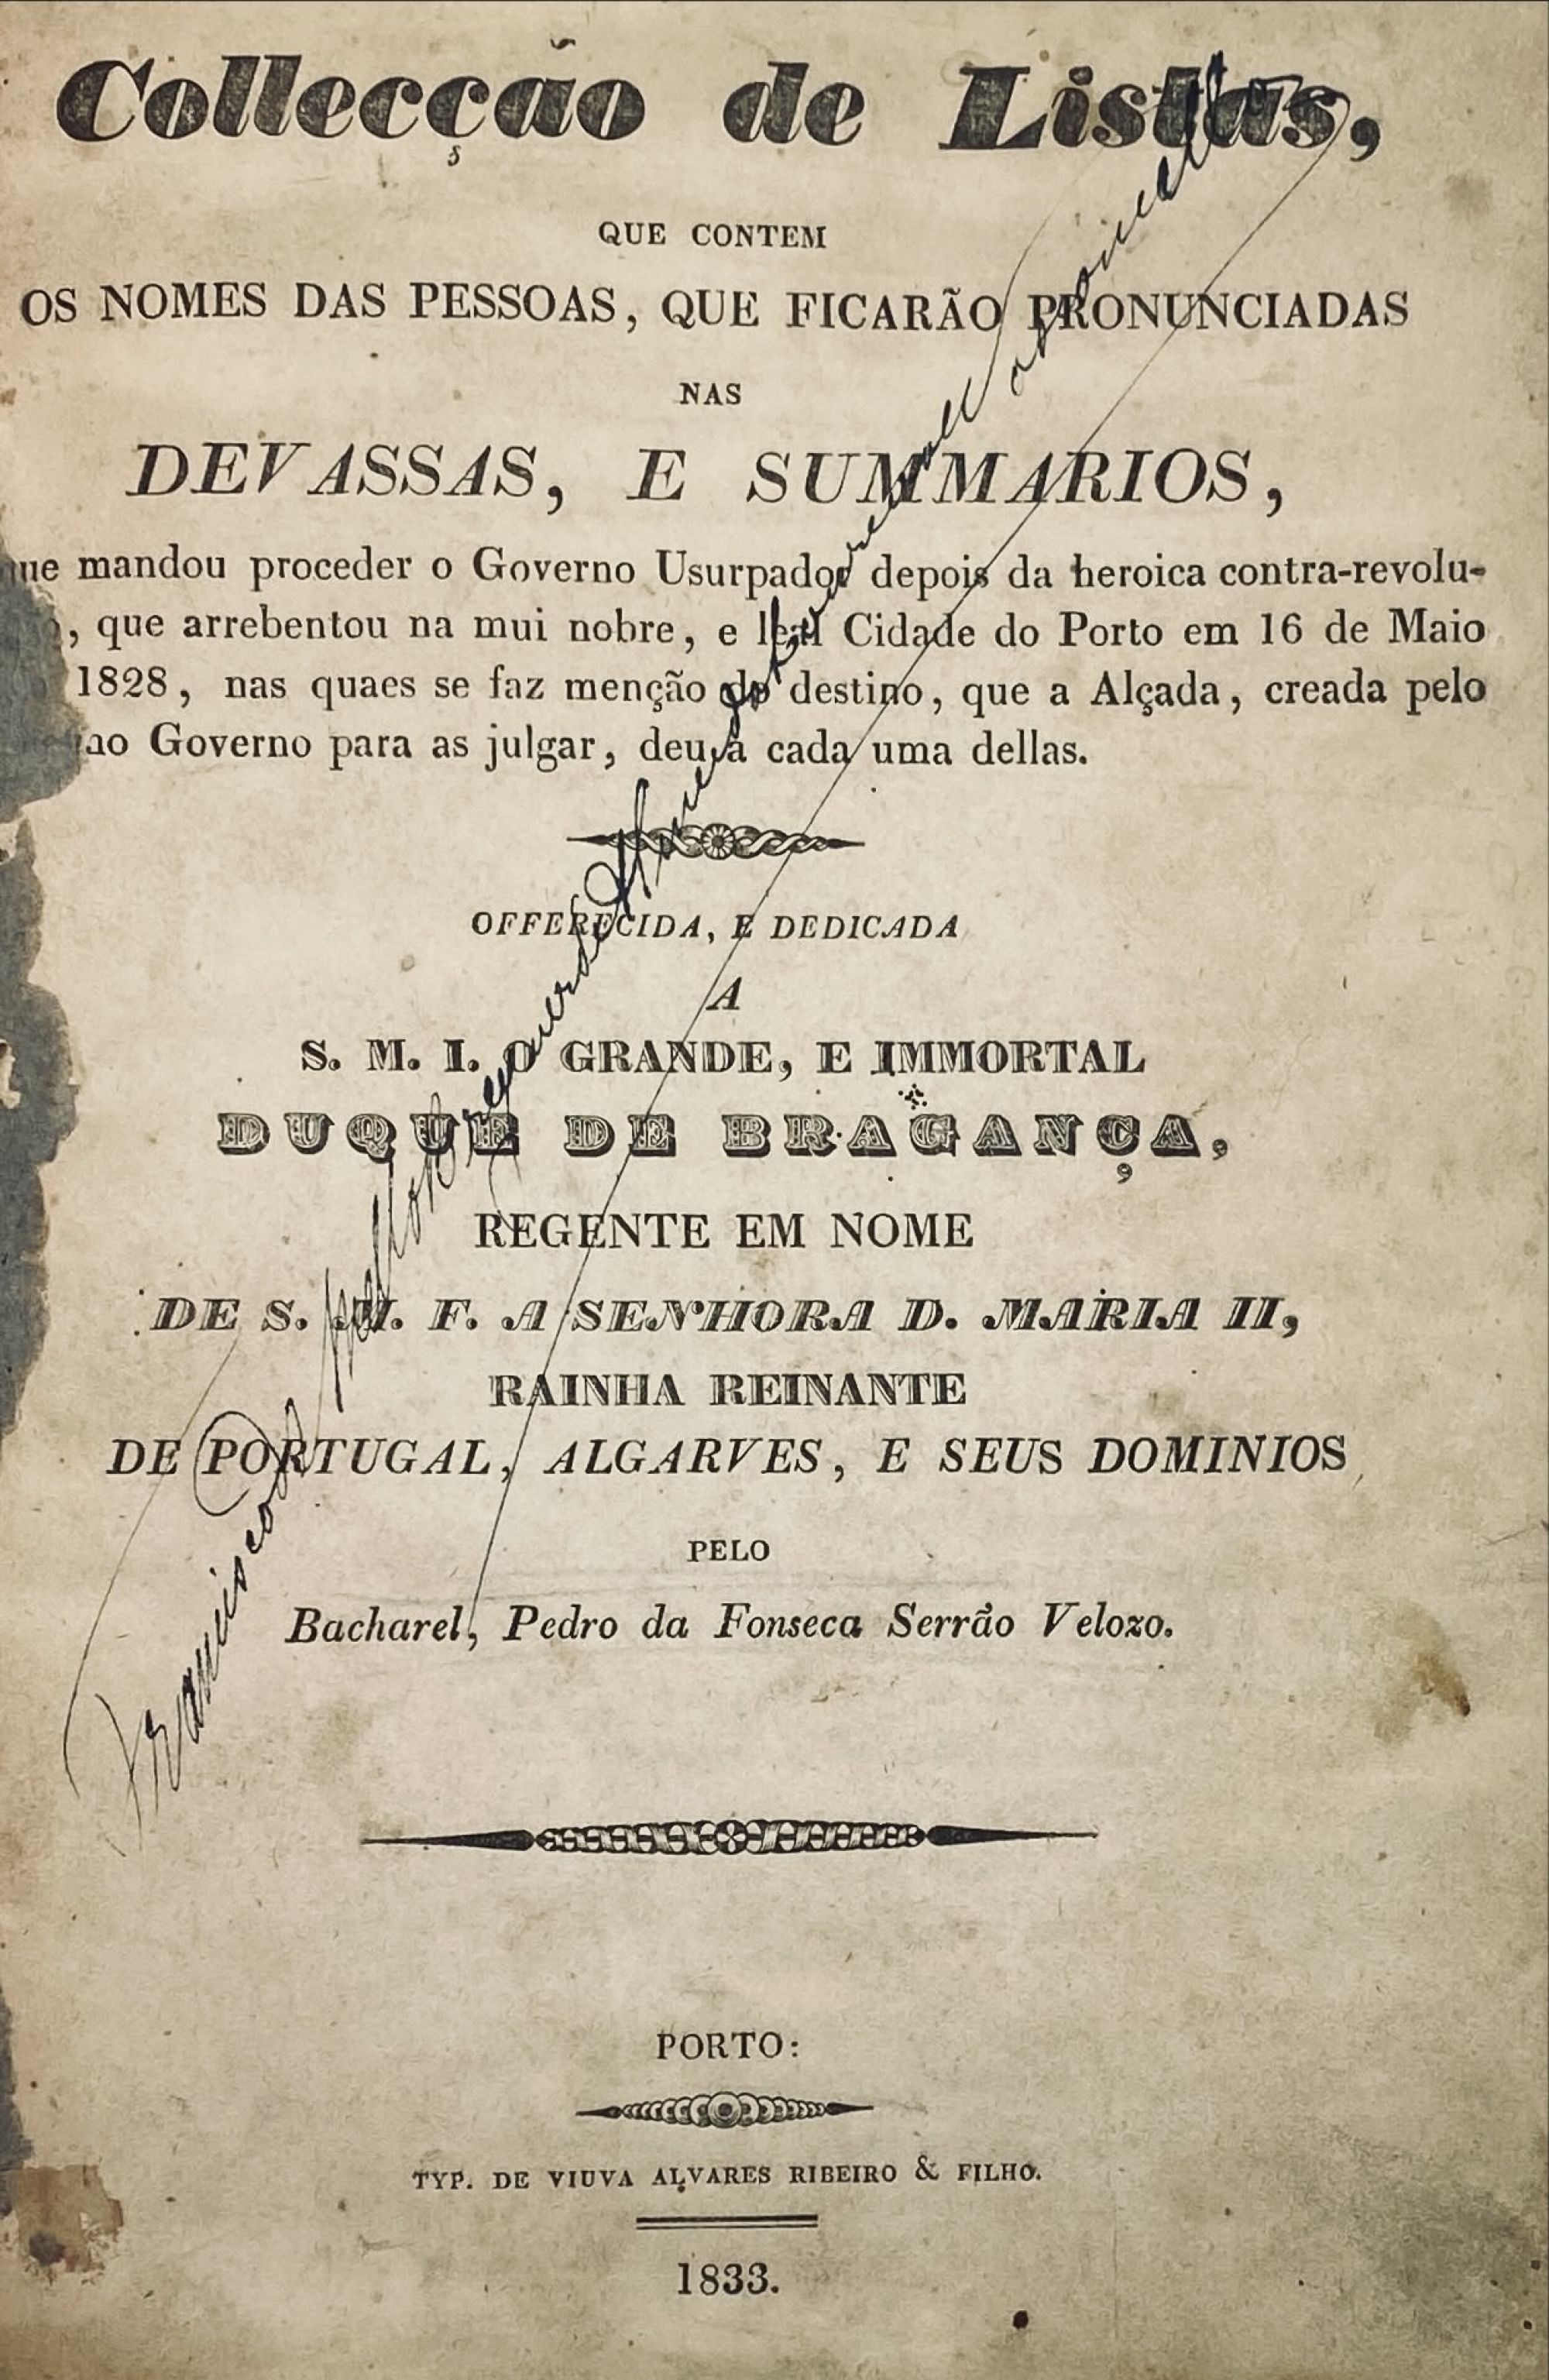 Collecção de Listas,
QUE CONTEM
OS NOMES DAS PESSOAS, QUE FICARÃO PRONUNCIADAS
NAS
DEVASSAS, E SUMMARIOS,
ue mandou proceder o Governo Usurpador depois da heroica contra-revolu-
, que arrebentou na mui nobre, e leal Cidade do Porto em 16 de Maio
1828, nas quaes se faz menção do destino, que a Alçada, creada pelo
no Governo para as julgar, deu a cada uma dellas.
OFFERECIDA, E DEDICADA
A
S. M. I. O GRANDE, E IMMORTAL
DUQUE DE BRAGANÇA,
REGENTE EM NOME
DE S. M. F. A SENHORA D. MARIA II,
RAINHA REINANTE
DE PORTUGAL, ALGARVES, E SEUS DOMINIOS
PELO
Bacharel, Pedro da Fonseca Serrão Velozo.
PORTO:
TYP. DE VIUVA ALVARES RIBEIRO & FILHO.
1833.
Francisco